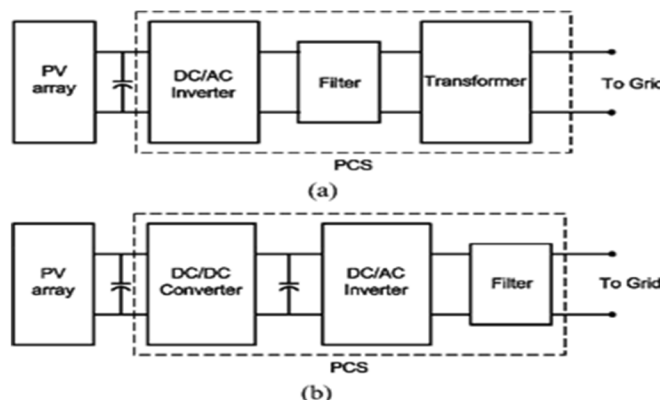 PV
array
DC/AC
Inverter
Filter
Transformer
To Grid
PCS
(a)
PV
array
DC/DC
Converter
DC/AC
Inverter
Filter
To Grid
PCS
(b)